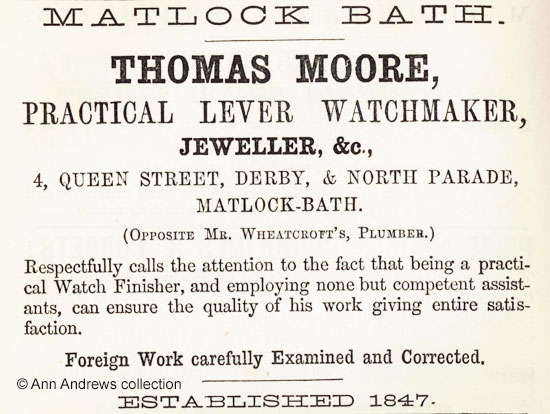 MATLOCK BATH.
THOMAS MOORE,
PRACTICAL LEVER WATCHMAKER,
JEWELLER, &c.,
4, QUEEN STREET, DERBY, & NORTH PARADE,
MATLOCK-BATH.
(Opposite Mr. Wheatcroft's, Plumber.)
Respectfully calls the attention to the fact that being a practi-
cal Watch Finisher, and employing none but competent assist-
ants, can ensure the quality of his work giving entire satis-
faction.
Foreign Work carefully Examined and Corrected.
© Ann Andrews collection
ESTABLISHED 1847.